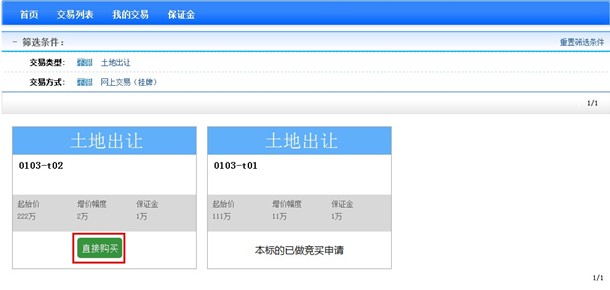 首页 交易列表 我的交易 保证金
- 筛选条件： 重置筛选条件
交易类型： 全部 土地出让
交易方式： 全部 网上交易（挂牌）
1/1
土地出让 土地出让
0103-t02 0103-t01
起始价 增价幅度 保证金 起始价 增价幅度 保证金
222万 2万 1万 111万 11万 1万
直接购买 本标的已做竞买申请
1/1